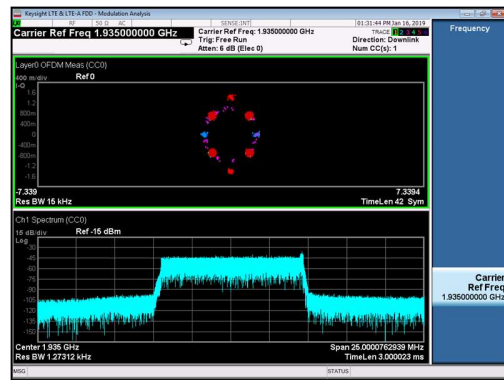 Keysight LTE & LTE-A FDD - Modulation Analysis
RF 50 Ω AC SENSE:INT 01:31:44 PM Jan 16, 2019
Carrier Ref Freq 1.935000000 GHz
Carrier Ref Freq: 1.935000000 GHz
Trig: Free Run
Atten: 6 dB (Elec 0)
TRACE 1 2 3 4
Direction: Downlink
Num CC(s): 1
Frequency
Layer0 OFDM Meas (CC0)
400 m/div Ref 0
I-Q
1.6
1.2
800m
400m
0
-400m
-800m
-1.2
-1.6
-7.339 7.3394
Res BW 15 kHz TimeLen 42 Sym
Ch1 Spectrum (CC0)
15 dB/div Ref -15 dBm
Log
-30
-45
-60
-75
-90
-105
-120
-135
-150
Center 1.935 GHz Span 25.0000762939 MHz
Res BW 1.27312 kHz TimeLen 3.000023 ms
Carrier
Ref Freq
1.935000000 GHz
MSG STATUS